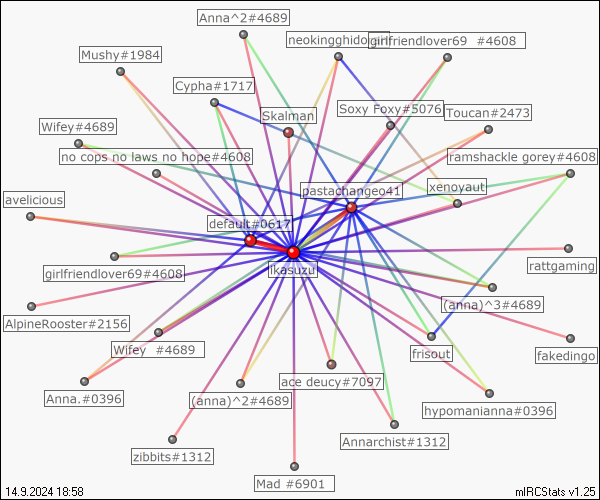 Anna^2#4689
neokingghido
girlfriendlover69 #4608
Mushy#1984
Cypha#1717
Skalman
Soxy Foxy#5076
Toucan#2473
Wifey#4689
no cops no laws no hope#4608
ramshackle gorey#4608
pastachangeo41
xenoyaut
avelicious
default#0617
ikasuzu
rattgaming
girlfriendlover69#4608
(anna)^3#4689
AlpineRooster#2156
Wifey #4689
frisout
fakedingo
Anna.#0396
(anna)^2#4689
ace deucy#7097
hypomanianna#0396
zibbits#1312
Annarchist#1312
Mad #6901
14.9.2024 18:58
mIRCStats v1.25